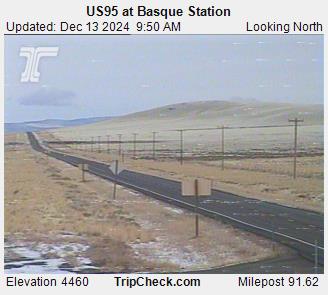 US95 at Basque Station
Updated: Dec 13 2024 9:50 AM Looking North
Elevation 4460 TripCheck.com Milepost 91.62